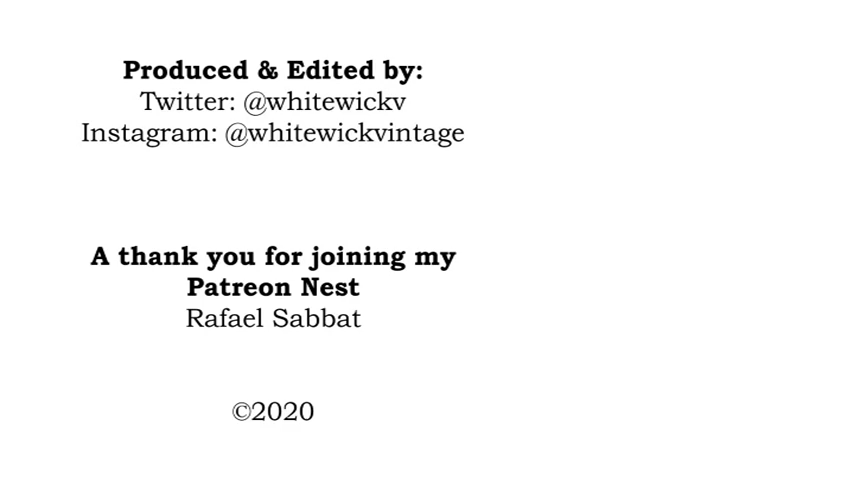 Produced & Edited by:
Twitter: @whitewickv
Instagram: @whitewickvintage
A thank you for joining my
Patreon Nest
Rafael Sabbat
©2020